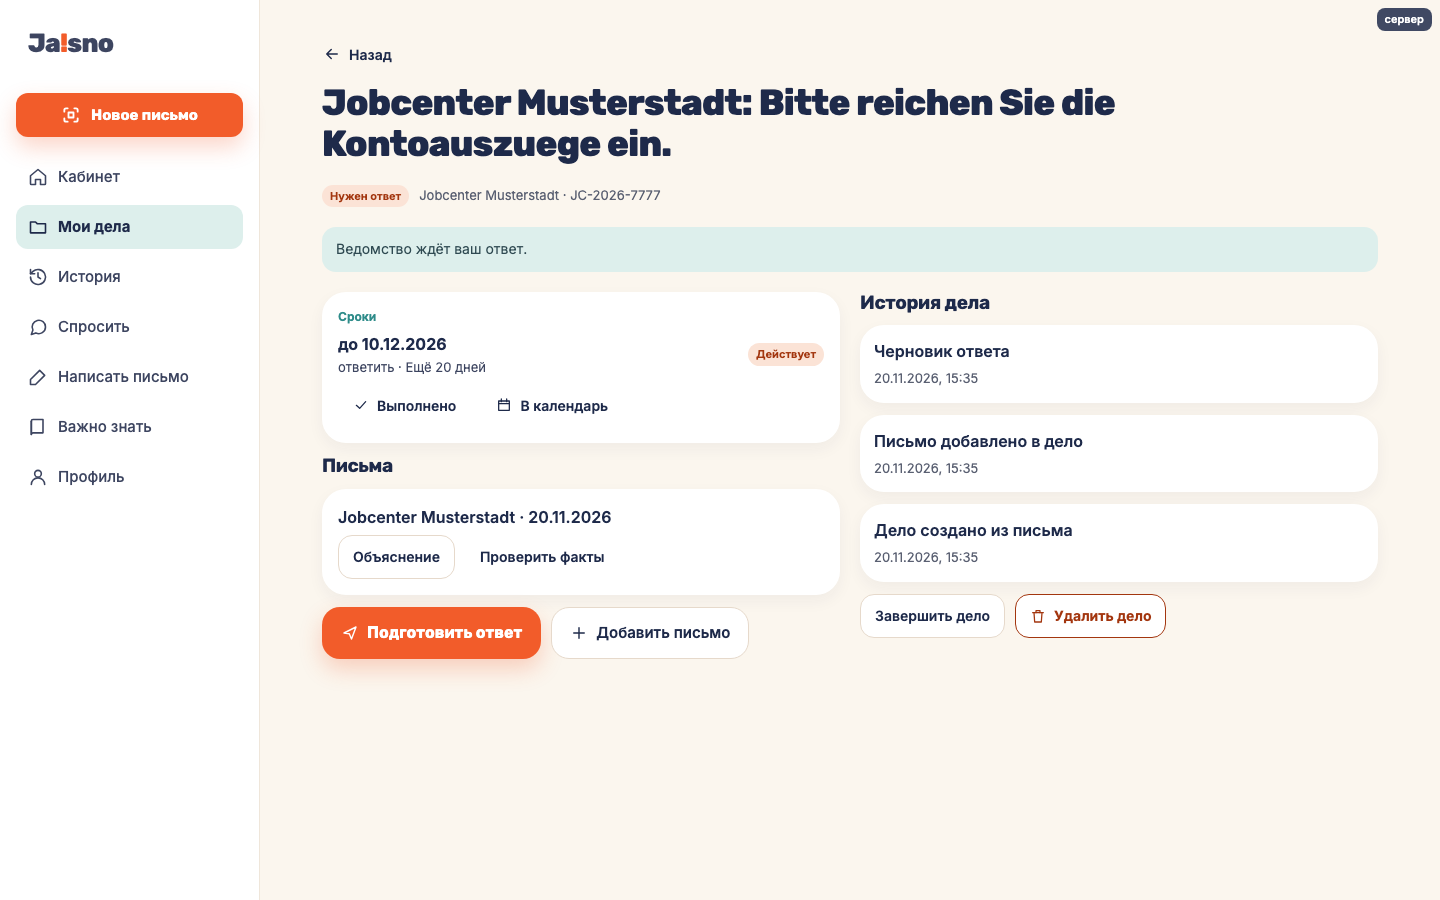 Ja!sno
Новое письмо
Кабинет
Мои дела
История
Спросить
Написать письмо
Важно знать
Профиль
сервер
Назад
Jobcenter Musterstadt: Bitte reichen Sie die
Kontoauszuege ein.
Нужен ответ Jobcenter Musterstadt · JC-2026-7777
Ведомство ждёт ваш ответ.
Сроки
до 10.12.2026
ответить · Ещё 20 дней
Действует
Выполнено В календарь
Письма
Jobcenter Musterstadt · 20.11.2026
Объяснение Проверить факты
Подготовить ответ Добавить письмо
История дела
Черновик ответа
20.11.2026, 15:35
Письмо добавлено в дело
20.11.2026, 15:35
Дело создано из письма
20.11.2026, 15:35
Завершить дело Удалить дело